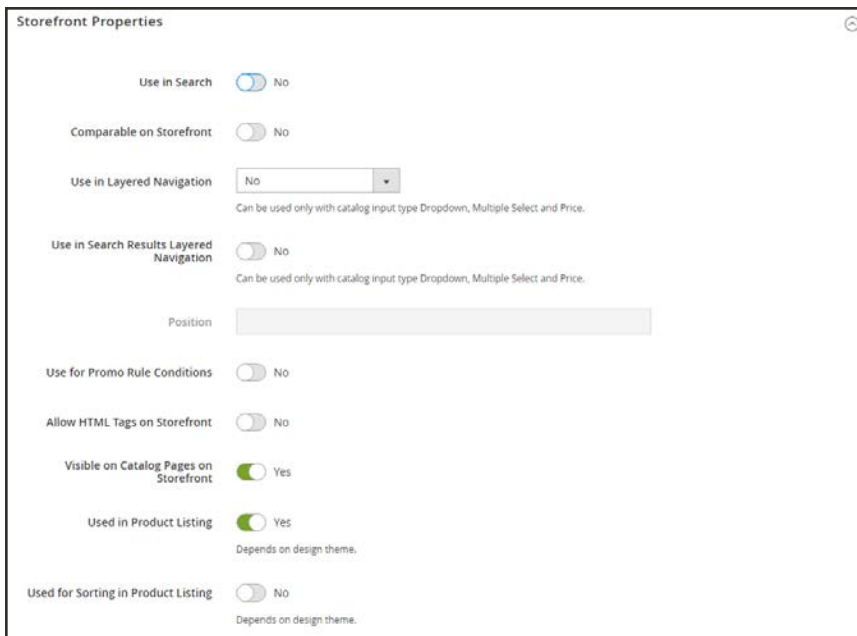 Storefront Properties
Use in Search No
Comparable on Storefront No
Use in Layered Navigation No
Can be used only with catalog input type Dropdown, Multiple Select and Price.
Use in Search Results Layered
Navigation No
Can be used only with catalog input type Dropdown, Multiple Select and Price.
Position
Use for Promo Rule Conditions No
Allow HTML Tags on Storefront No
Visible on Catalog Pages on
Storefront Yes
Used in Product Listing Yes
Depends on design theme.
Used for Sorting in Product Listing No
Depends on design theme.